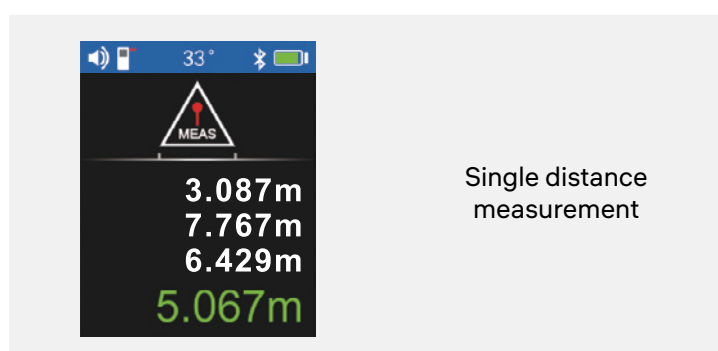 33°
MEAS
3.087m
7.767m
6.429m
5.067m
Single distance
measurement